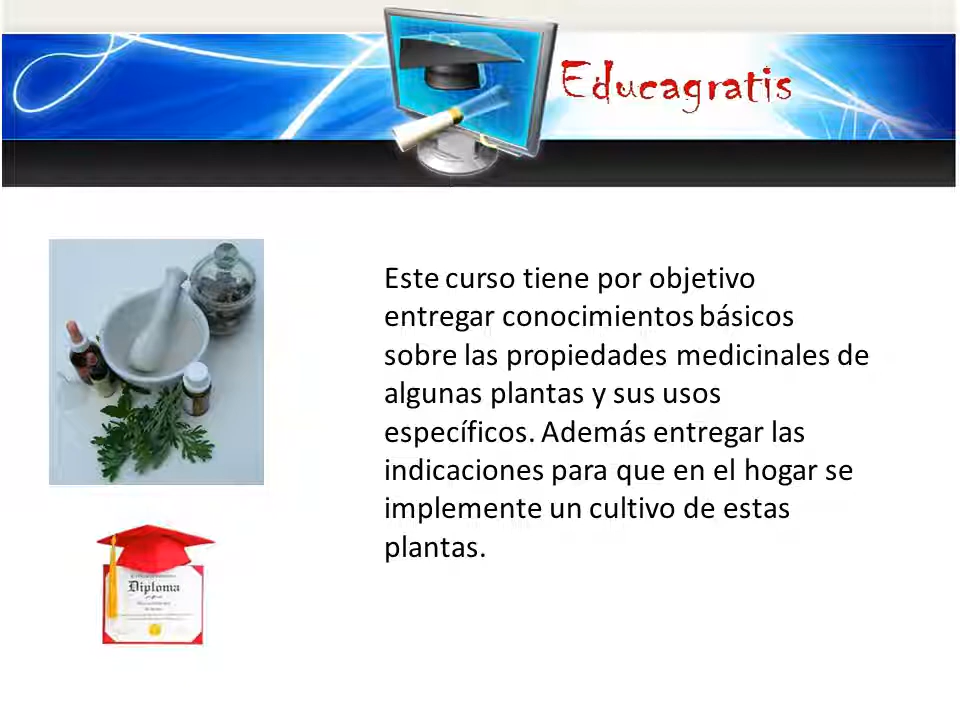 Educagratis
Este curso tiene por objetivo
entregar conocimientos básicos
sobre las propiedades medicinales de
algunas plantas y sus usos
específicos. Además entregar las
indicaciones para que en el hogar se
implemente un cultivo de estas
plantas.
Diploma